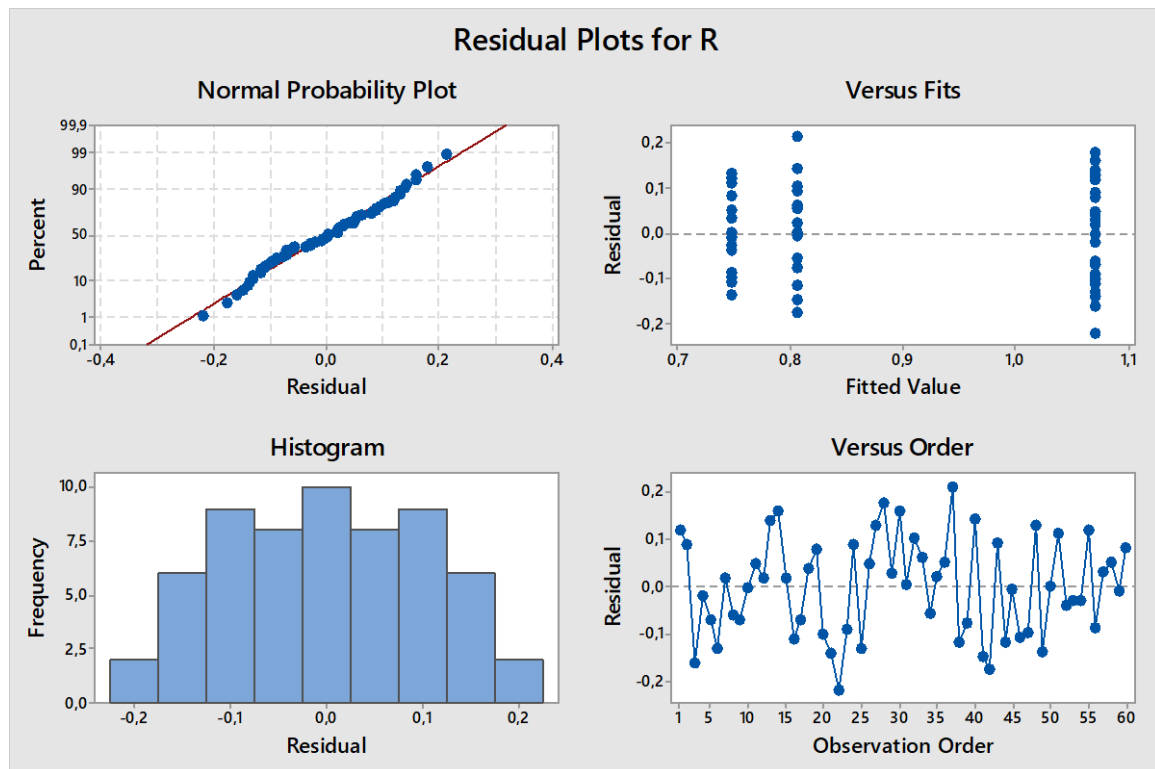 Residual Plots for R
Normal Probability Plot
99,9
99
90
50
10
1
0,1
Percent
-0,4
-0,2
0,0
0,2
0,4
Residual
Versus Fits
0,2
0,1
0,0
-0,1
-0,2
Residual
0,7
0,8
0,9
1,0
1,1
Fitted Value
Histogram
10,0
7,5
5,0
2,5
0,0
Frequency
-0,2
-0,1
0,0
0,1
0,2
Residual
Versus Order
0,2
0,1
0,0
-0,1
-0,2
Residual
1 5 10 15 20 25 30 35 40 45 50 55 60
Observation Order